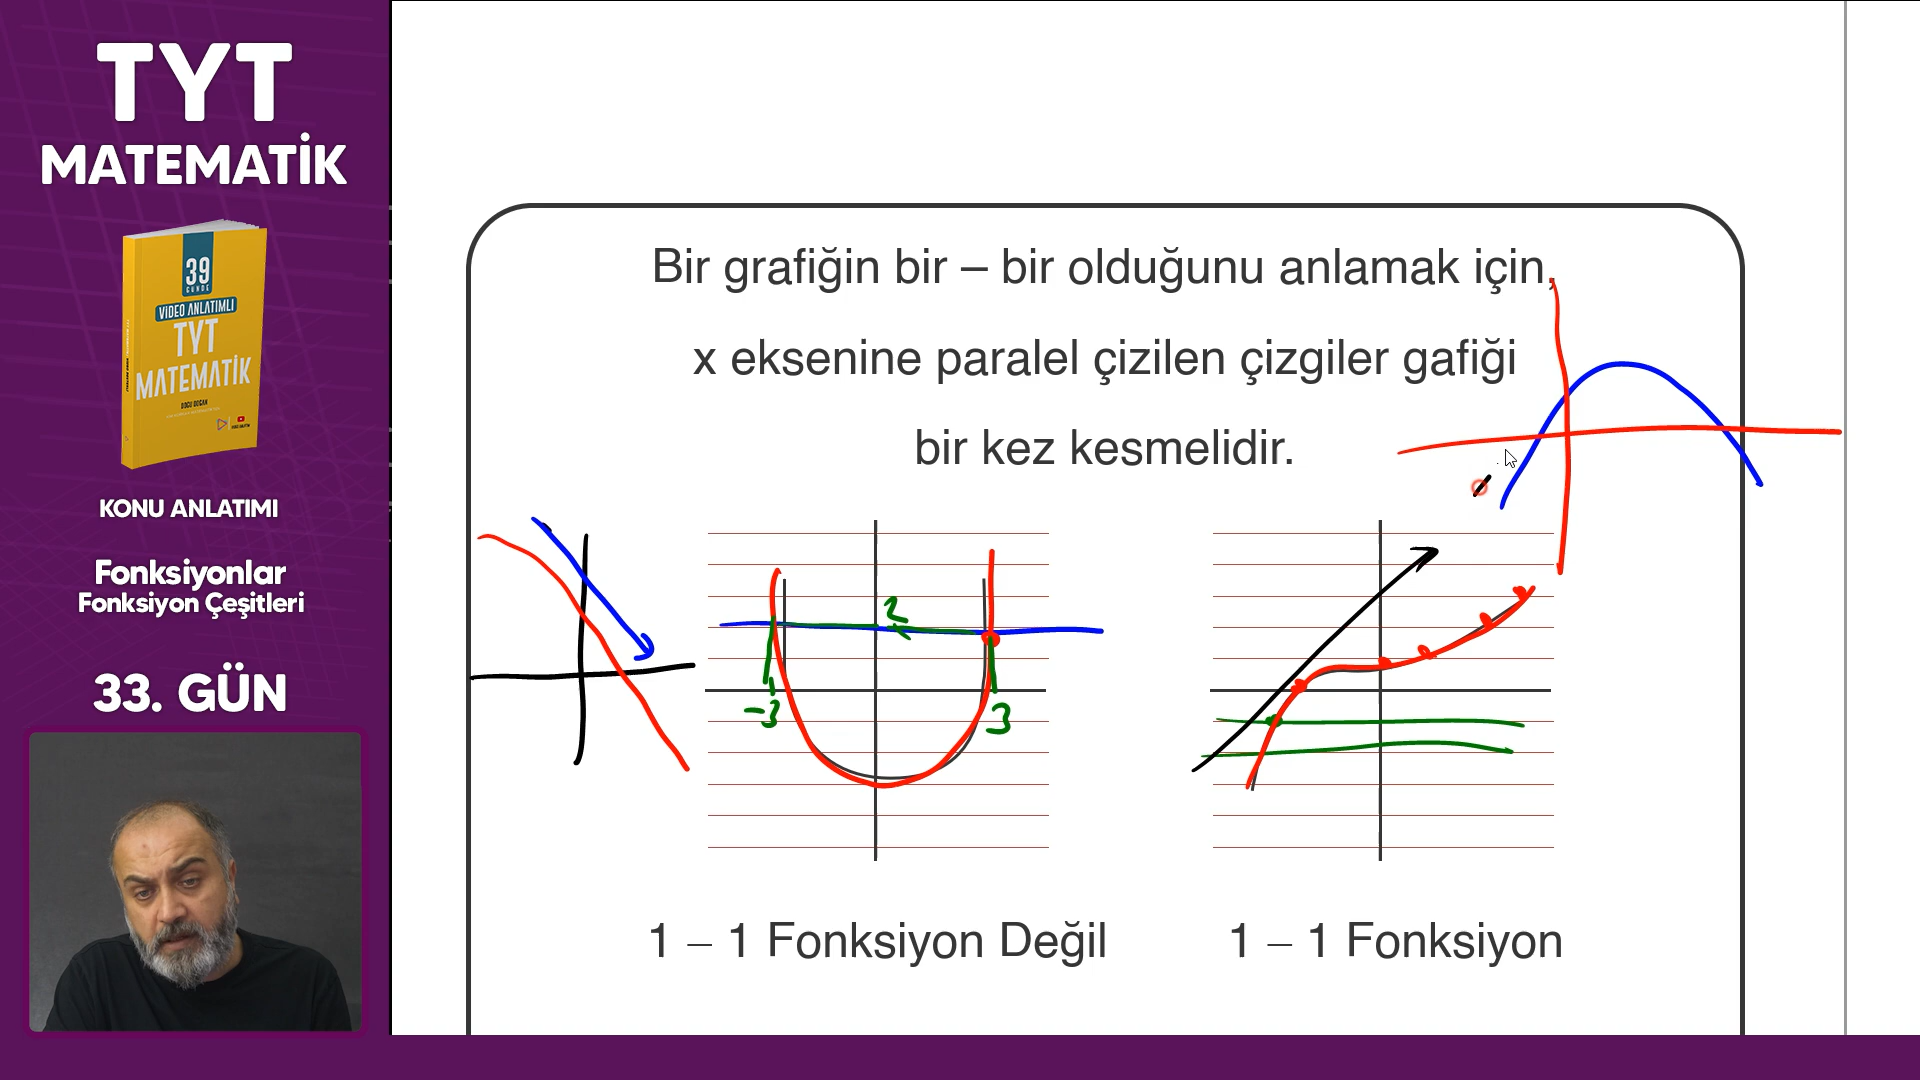 TYT
MATEMATİK
39
GÜNDE
VIDEO ANLATIMLI
TYT
MATEMATİK
KONU ANLATIMI
Fonksiyonlar
Fonksiyon Çeşitleri
33. GÜN
Bir grafiğin bir – bir olduğunu anlamak için,
x eksenine paralel çizilen çizgiler gafiği
bir kez kesmelidir.
2
-3
3
1 – 1 Fonksiyon Değil
1 – 1 Fonksiyon